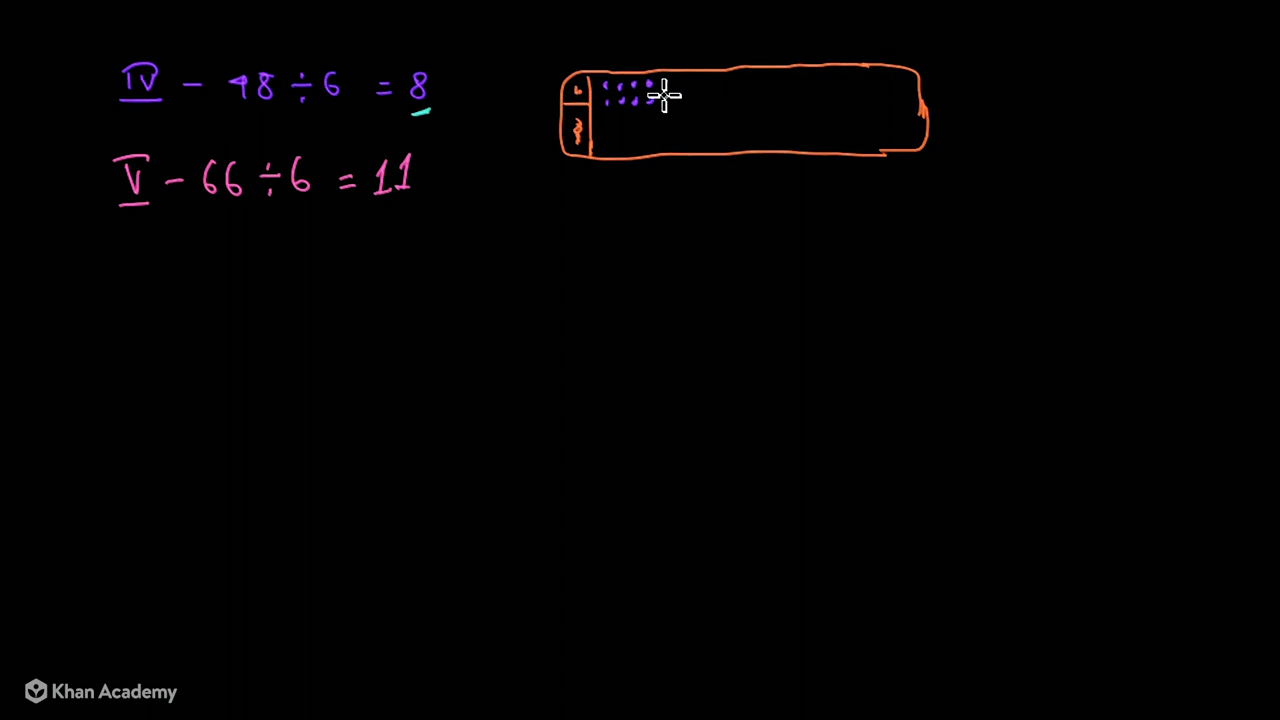 IV - 48 ÷ 6 = 8
V - 66 ÷ 6 = 11
Khan Academy